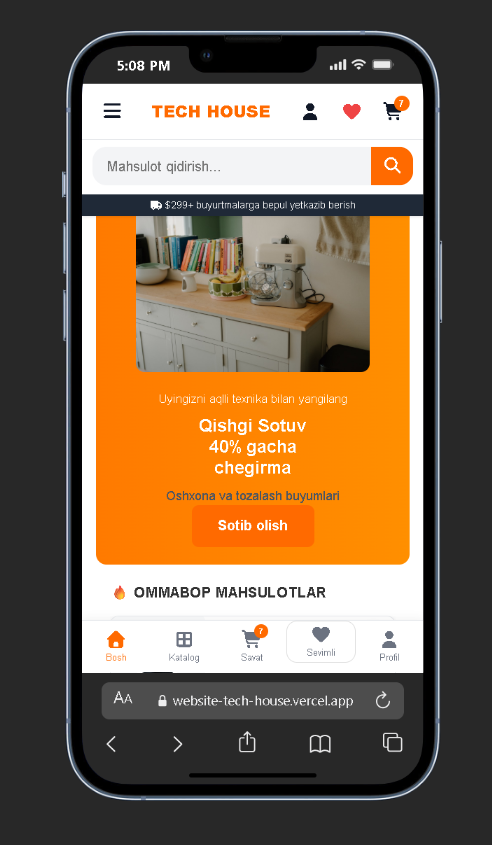 5:08 PM
TECH HOUSE
7
Mahsulot qidirish...
$299+ buyurtmalarga bepul yetkazib berish
Uyingizni aqlli texnika bilan yangilang
Qishgi Sotuv
40% gacha
chegirma
Oshxona va tozalash buyumlari
Sotib olish
🔥 OMMABOP MAHSULOTLAR
7
Bosh
Katalog
Savat
Sevimli
Profil
AA
website-tech-house.vercel.app